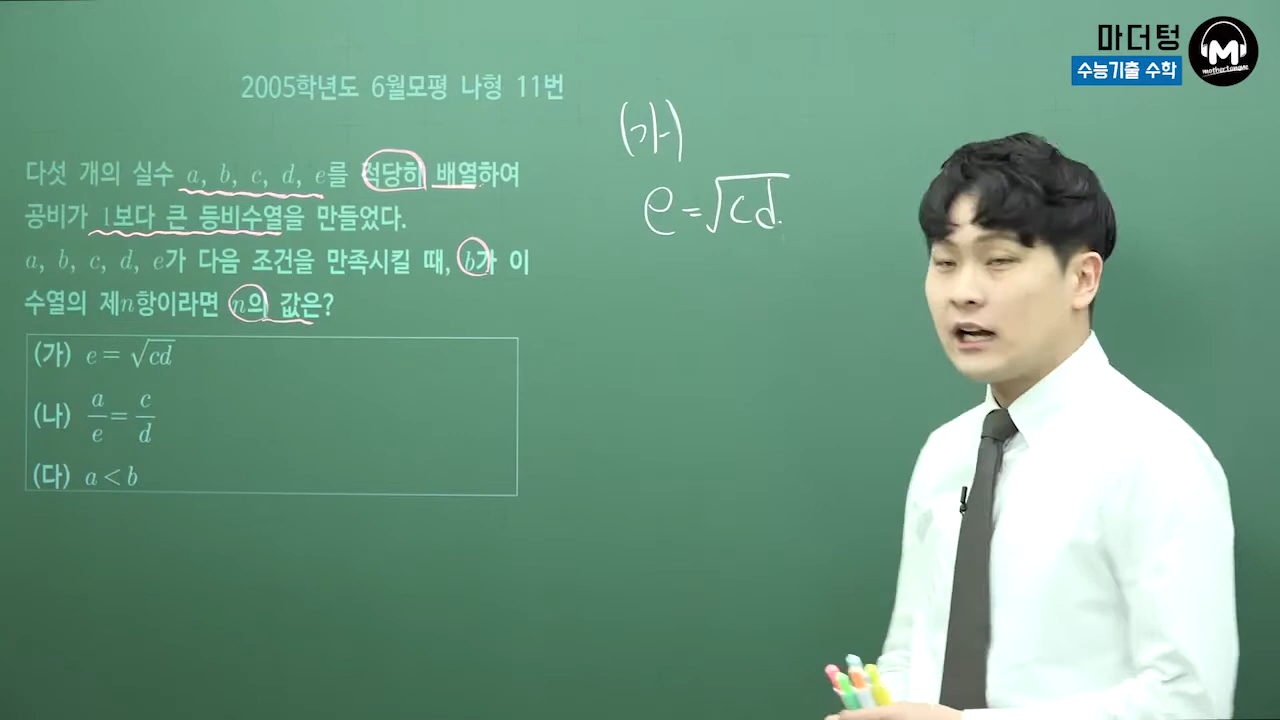 마더텅
수능기출 수학
M
mothertongue
2005학년도 6월모평 나형 11번
다섯 개의 실수 a, b, c, d, e를 적당히 배열하여
공비가 1보다 큰 등비수열을 만들었다.
a, b, c, d, e가 다음 조건을 만족시킬 때, b가 이
수열의 제n항이라면 n의 값은?
(가) e = √cd
(나) a/e = c/d
(다) a < b
(가)
e = √cd